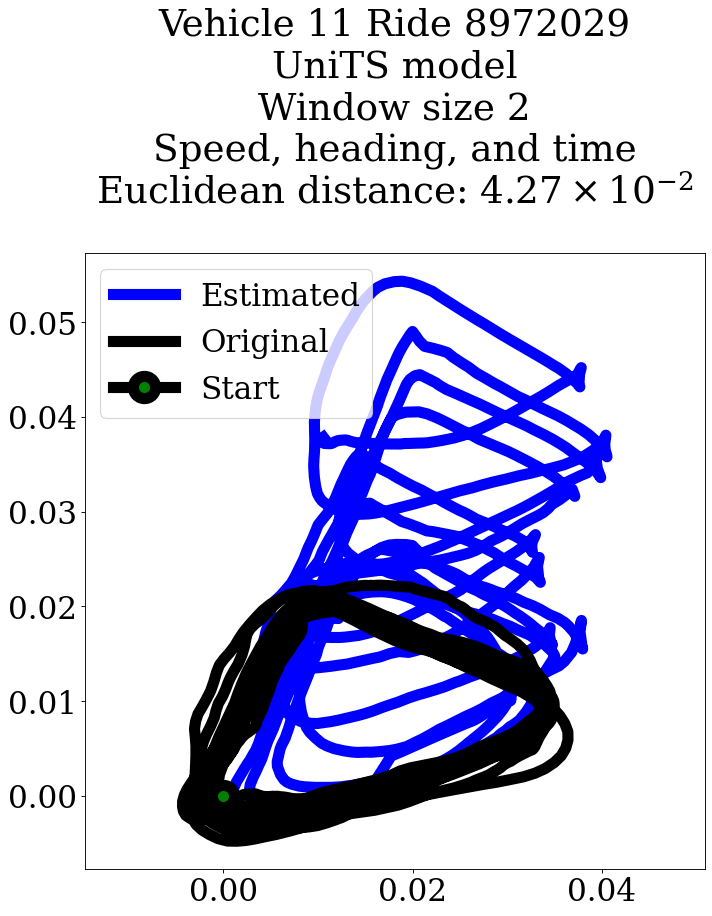 Vehicle 11 Ride 8972029
UniTS model
Window size 2
Speed, heading, and time
Euclidean distance: 4.27 × 10⁻²
Estimated
Original
Start
0.05
0.04
0.03
0.02
0.01
0.00
0.00 0.02 0.04